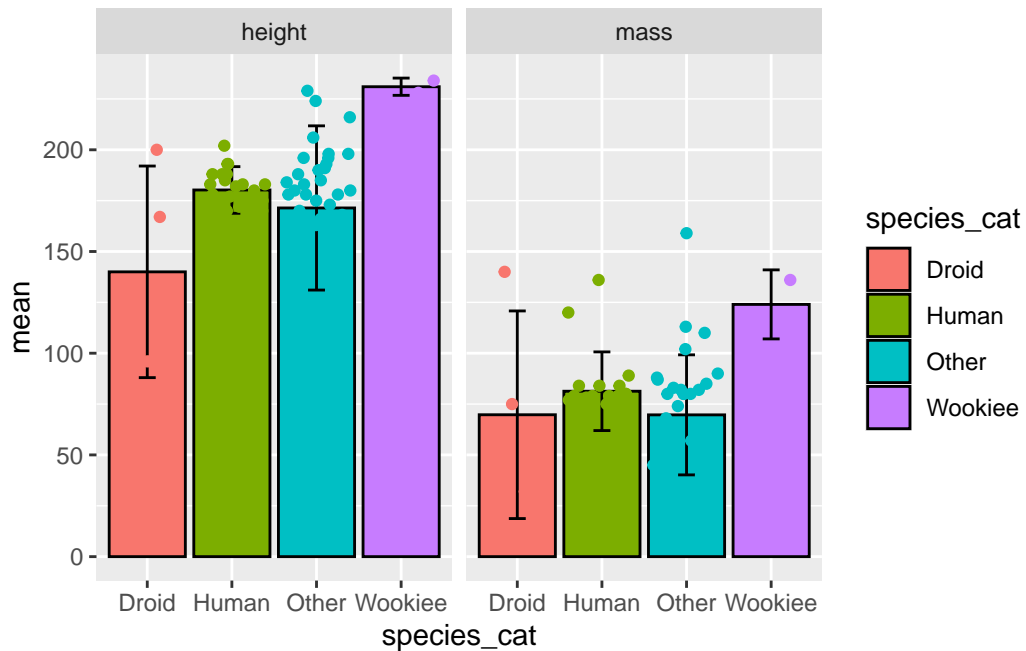 height
mass
mean
200
150
100
50
0
Droid
Human
Other
Wookiee
Droid
Human
Other
Wookiee
species_cat
species_cat
Droid
Human
Other
Wookiee